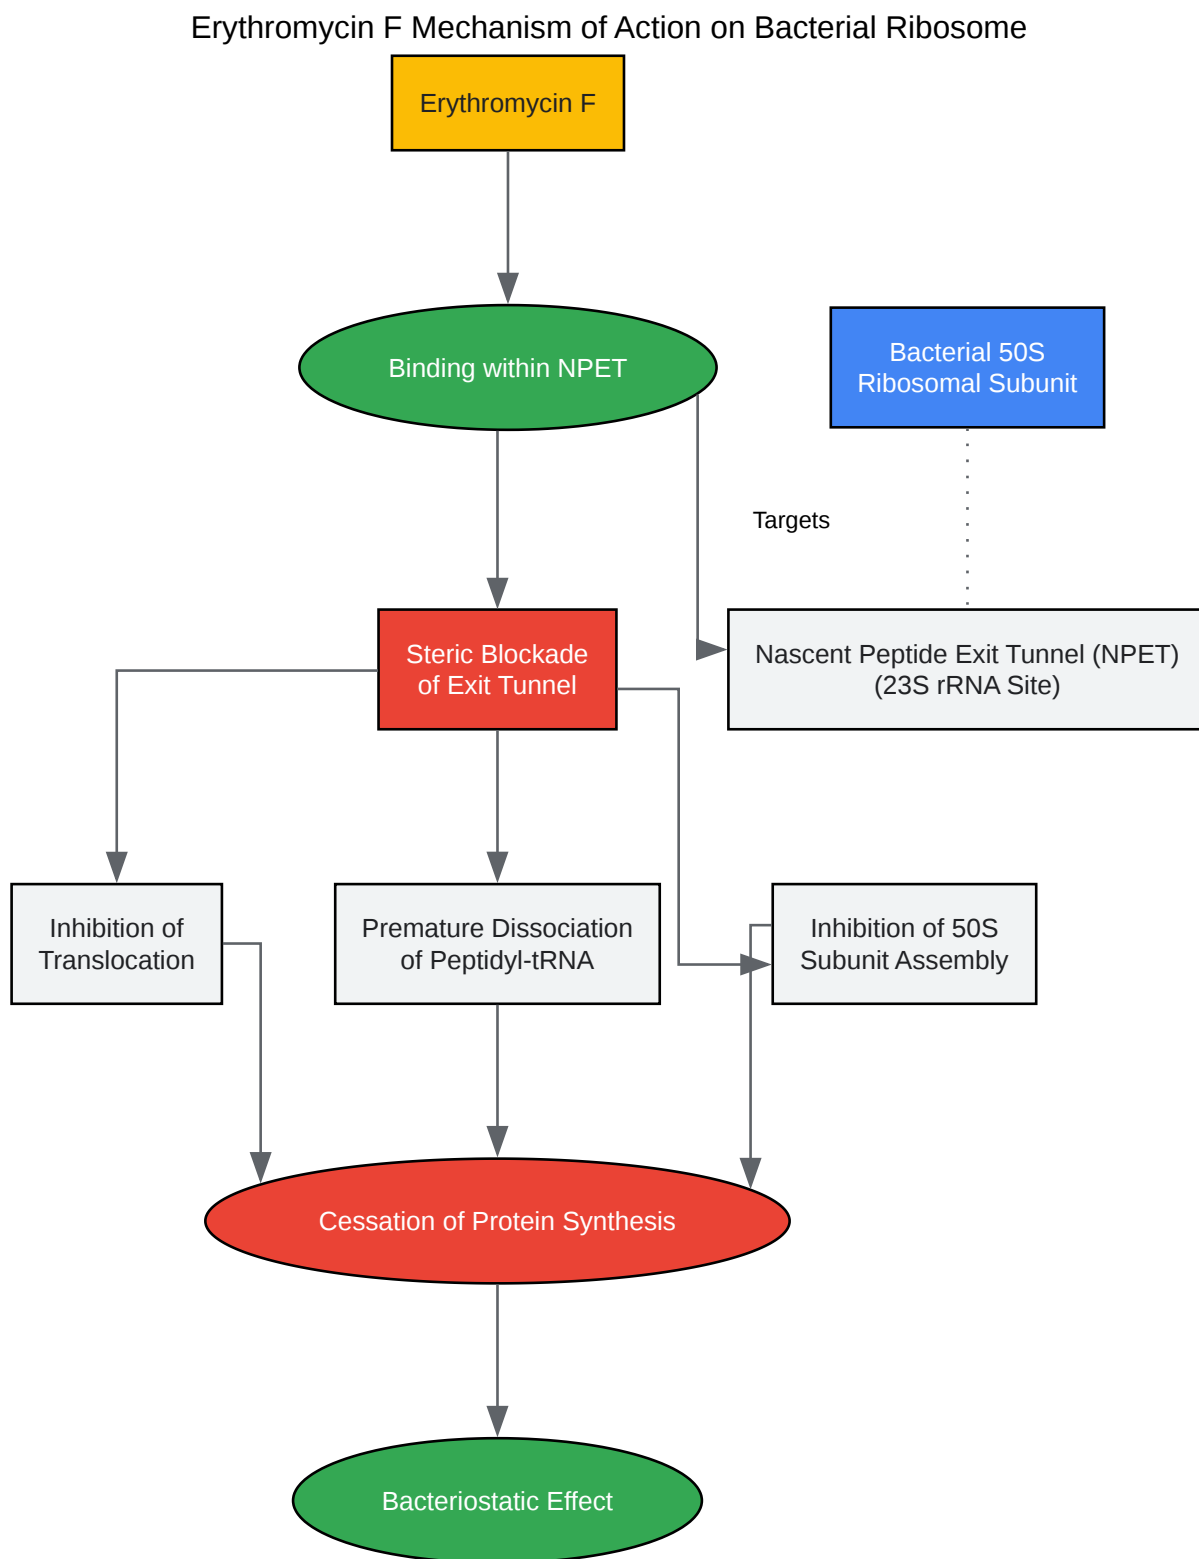 Erythromycin F Mechanism of Action on Bacterial Ribosome
Erythromycin F
Binding within NPET
Bacterial 50S
Ribosomal Subunit
Targets
Steric Blockade
of Exit Tunnel
Nascent Peptide Exit Tunnel (NPET)
(23S rRNA Site)
Inhibition of
Translocation
Premature Dissociation
of Peptidyl-tRNA
Inhibition of 50S
Subunit Assembly
Cessation of Protein Synthesis
Bacteriostatic Effect